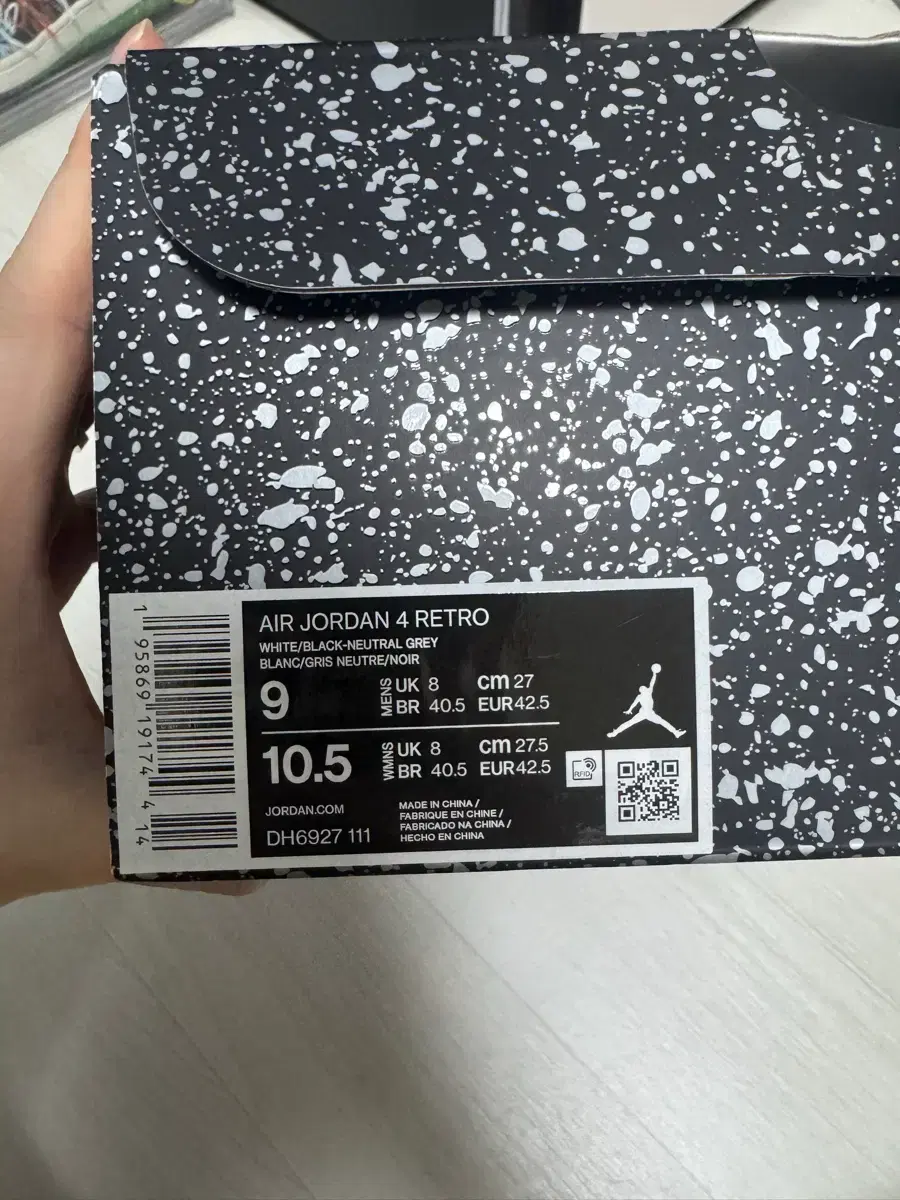 AIR JORDAN 4 RETRO
WHITE/BLACK-NEUTRAL GREY
BLANC/GRIS NEUTRE/NOIR
9 MENS UK 8 cm 27
BR 40.5 EUR 42.5
10.5 WMNS UK 8 cm 27.5
BR 40.5 EUR 42.5
RFID
JORDAN.COM
DH6927 111
MADE IN CHINA /
FABRIQUE EN CHINE /
FABRICADO NA CHINA /
HECHO EN CHINA
1 95869 19174 4 14